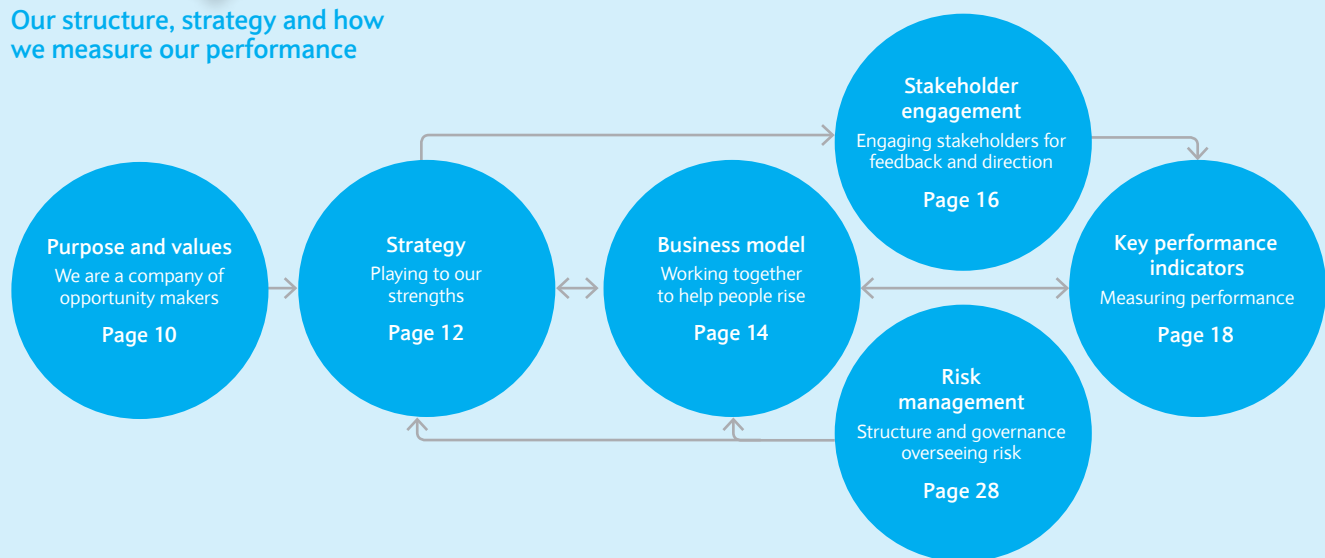 Our structure, strategy and how
we measure our performance
Purpose and values
We are a company of
opportunity makers
Page 10
Strategy
Playing to our
strengths
Page 12
Business model
Working together
to help people rise
Page 14
Stakeholder
engagement
Engaging stakeholders for
feedback and direction
Page 16
Risk
management
Structure and governance
overseeing risk
Page 28
Key performance
indicators
Measuring performance
Page 18